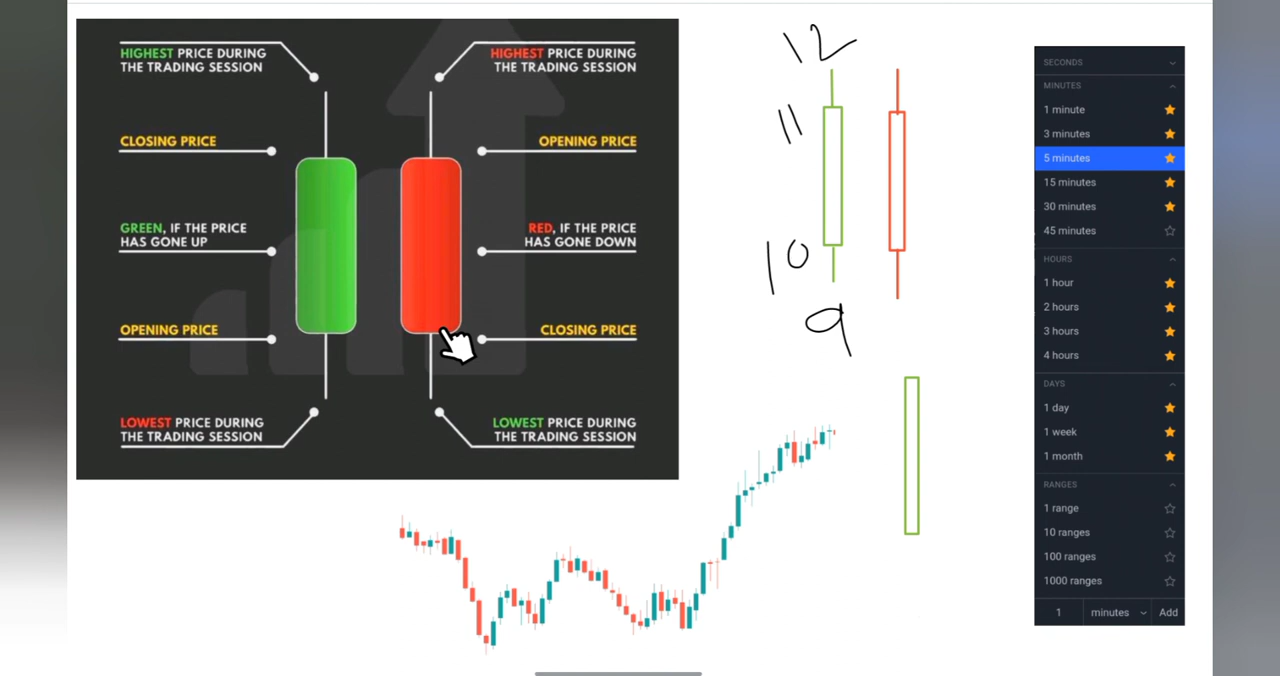 HIGHEST PRICE DURING
THE TRADING SESSION
CLOSING PRICE
GREEN, IF THE PRICE
HAS GONE UP
OPENING PRICE
LOWEST PRICE DURING
THE TRADING SESSION
HIGHEST PRICE DURING
THE TRADING SESSION
OPENING PRICE
RED, IF THE PRICE
HAS GONE DOWN
CLOSING PRICE
LOWEST PRICE DURING
THE TRADING SESSION
12
11
10
9
SECONDS
MINUTES
1 minute
3 minutes
5 minutes
15 minutes
30 minutes
45 minutes
HOURS
1 hour
2 hours
3 hours
4 hours
DAYS
1 day
1 week
1 month
RANGES
1 range
10 ranges
100 ranges
1000 ranges
1 minutes Add